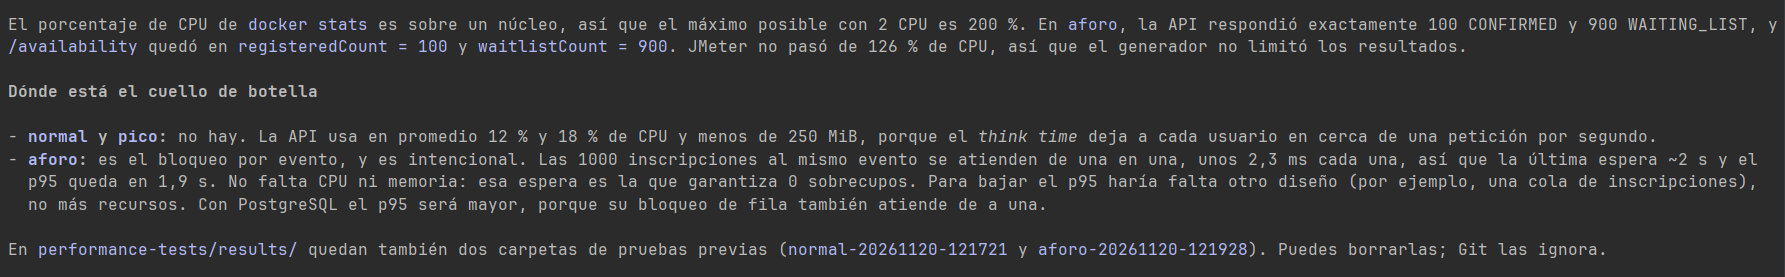 El porcentaje de CPU de docker stats es sobre un núcleo, así que el máximo posible con 2 CPU es 200 %. En aforo, la API respondió exactamente 100 CONFIRMED y 900 WAITING_LIST, y
/availability quedó en registeredCount = 100 y waitlistCount = 900. JMeter no pasó de 126 % de CPU, así que el generador no limitó los resultados.
Dónde está el cuello de botella
- normal y pico: no hay. La API usa en promedio 12 % y 18 % de CPU y menos de 250 MiB, porque el think time deja a cada usuario en cerca de una petición por segundo.
- aforo: es el bloqueo por evento, y es intencional. Las 1000 inscripciones al mismo evento se atienden de una en una, unos 2,3 ms cada una, así que la última espera ~2 s y el
p95 queda en 1,9 s. No falta CPU ni memoria: esa espera es la que garantiza 0 sobrecupos. Para bajar el p95 haría falta otro diseño (por ejemplo, una cola de inscripciones),
no más recursos. Con PostgreSQL el p95 será mayor, porque su bloqueo de fila también atiende de a una.
En performance-tests/results/ quedan también dos carpetas de pruebas previas (normal-20261120-121721 y aforo-20261120-121928). Puedes borrarlas; Git las ignora.